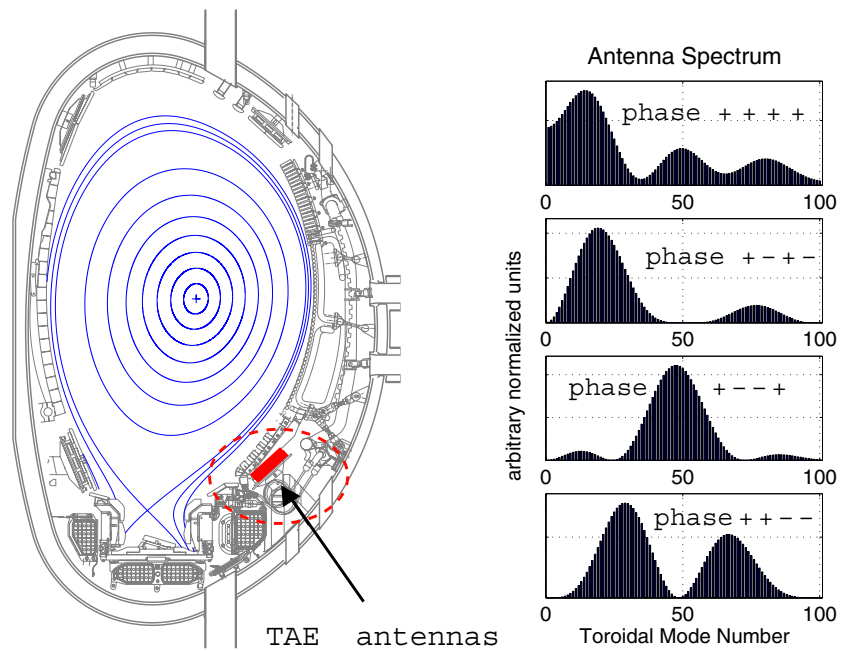 Antenna Spectrum
phase + + + +
0 50 100
phase + − + −
0 50 100
phase + − − +
0 50 100
phase + + − −
0 50 100
Toroidal Mode Number
arbitrary normalized units
TAE antennas